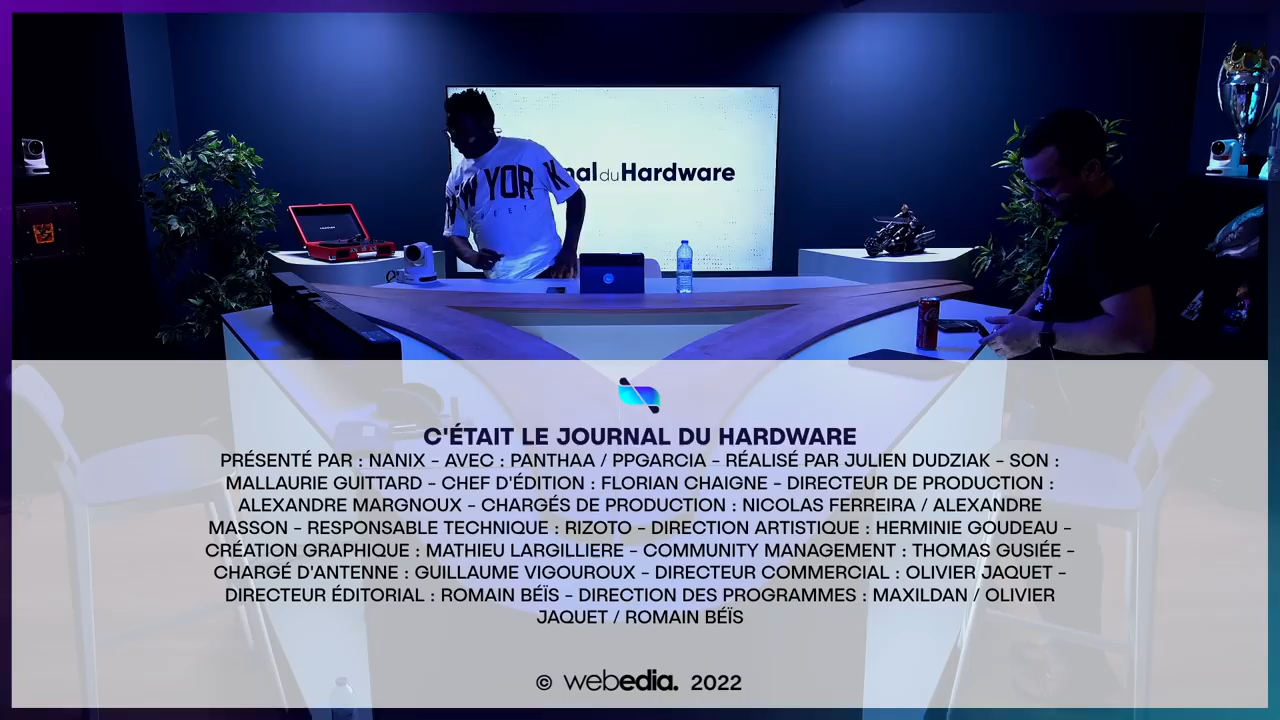 W YOR K
nal du Hardware
C'ÉTAIT LE JOURNAL DU HARDWARE
PRÉSENTÉ PAR : NANIX - AVEC : PANTHAA / PPGARCIA - RÉALISÉ PAR JULIEN DUDZIAK - SON :
MALLAURIE GUITTARD - CHEF D'ÉDITION : FLORIAN CHAIGNE - DIRECTEUR DE PRODUCTION :
ALEXANDRE MARGNOUX - CHARGÉS DE PRODUCTION : NICOLAS FERREIRA / ALEXANDRE
MASSON - RESPONSABLE TECHNIQUE : RIZOTO - DIRECTION ARTISTIQUE : HERMINIE GOUDEAU -
CRÉATION GRAPHIQUE : MATHIEU LARGILLIERE - COMMUNITY MANAGEMENT : THOMAS GUSIÉE -
CHARGÉ D'ANTENNE : GUILLAUME VIGOUROUX - DIRECTEUR COMMERCIAL : OLIVIER JAQUET -
DIRECTEUR ÉDITORIAL : ROMAIN BÉÏS - DIRECTION DES PROGRAMMES : MAXILDAN / OLIVIER
JAQUET / ROMAIN BÉÏS
© webedia. 2022